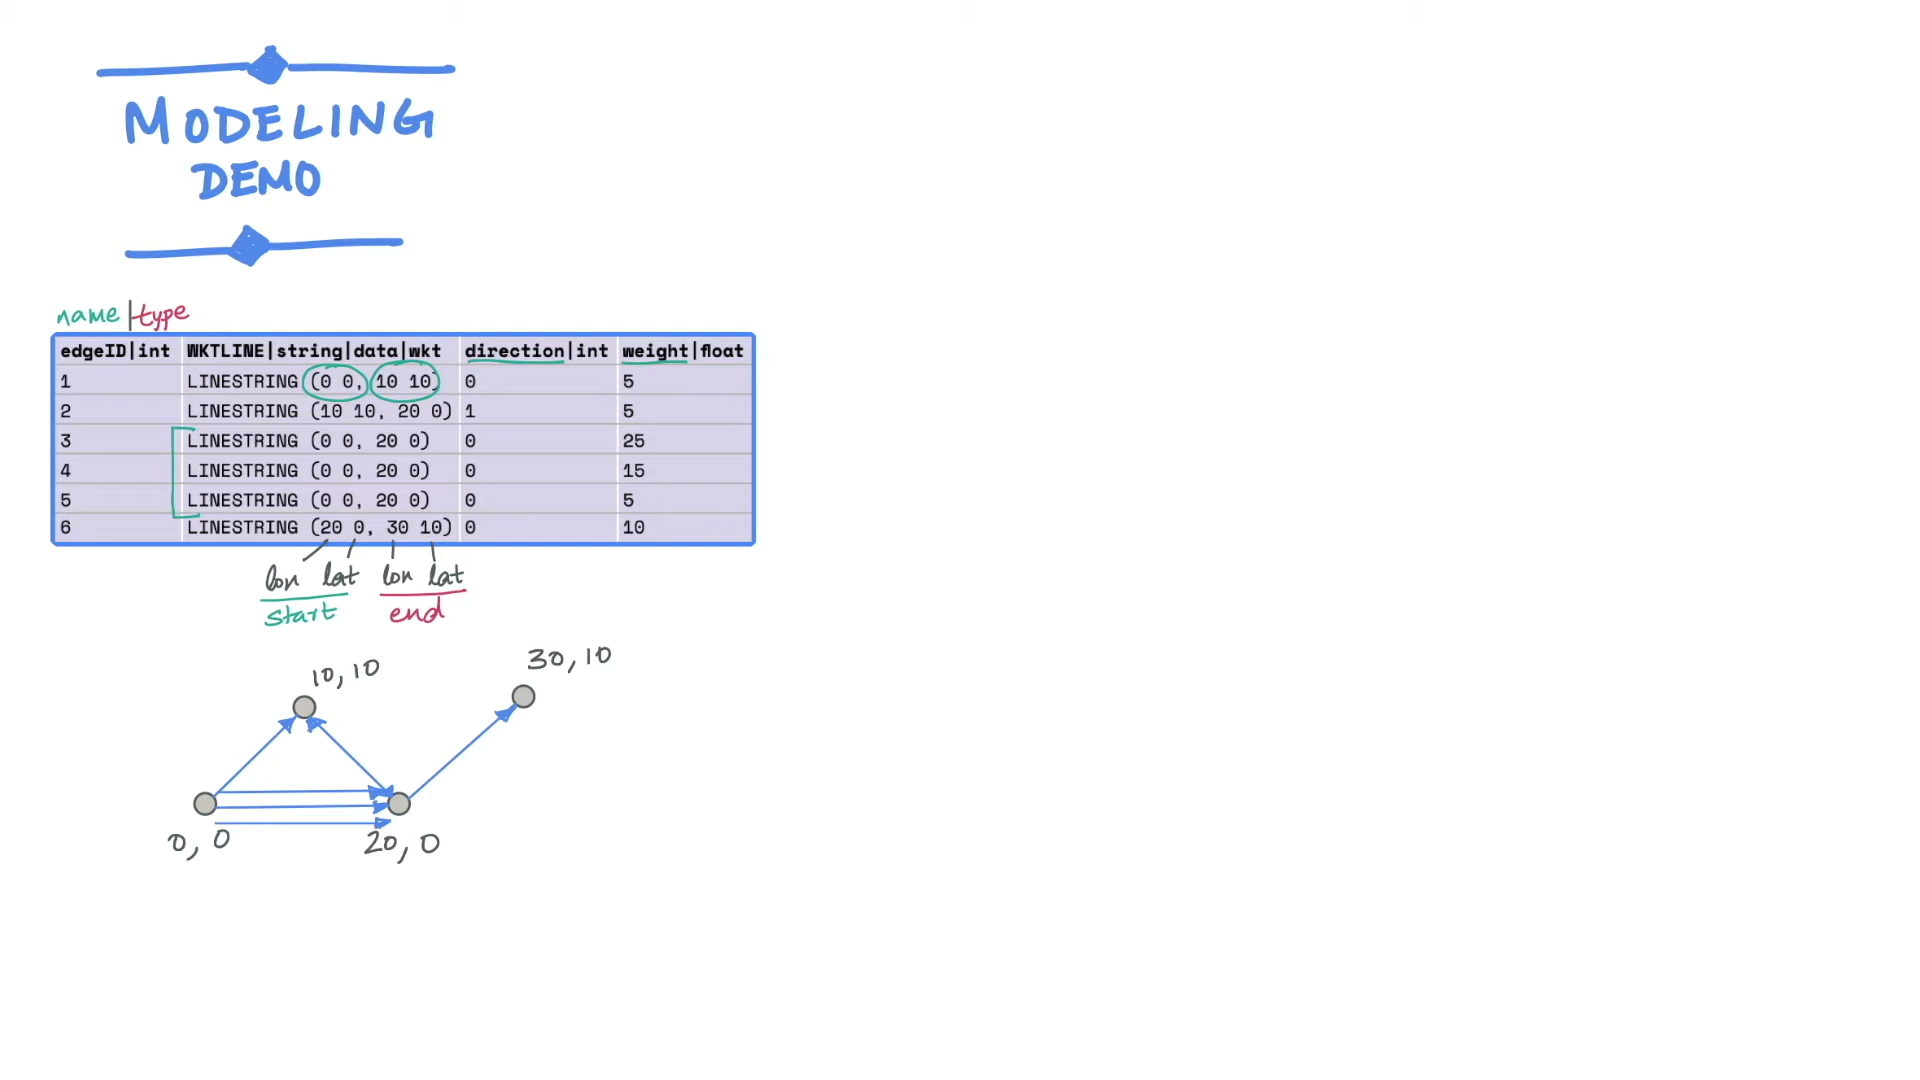 MODELING
DEMO
name|type
edgeID|int WKTLINE|string|data|wkt direction|int weight|float
1 LINESTRING (0 0, 10 10) 0 5
2 LINESTRING (10 10, 20 0) 1 5
3 LINESTRING (0 0, 20 0) 0 25
4 LINESTRING (0 0, 20 0) 0 15
5 LINESTRING (0 0, 20 0) 0 5
6 LINESTRING (20 0, 30 10) 0 10
lon lat lon lat
start end
10,10
30,10
0,0
20,0